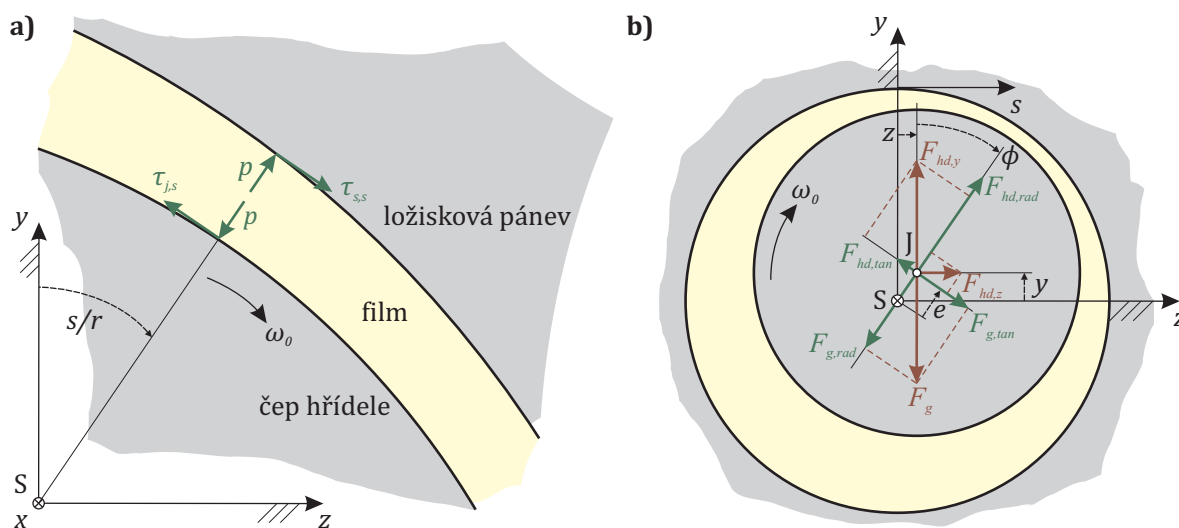 a)
τj,s
p
p
τs,s
ložisková pánev
y
s/r
film
ω0
čep hřídele
S
x
z
b)
y
s
z
ϕ
Fhd,y
Fhd,rad
ω0
J
Fhd,tan
Fhd,z
y
S
e
z
Fg,rad
Fg,tan
Fg